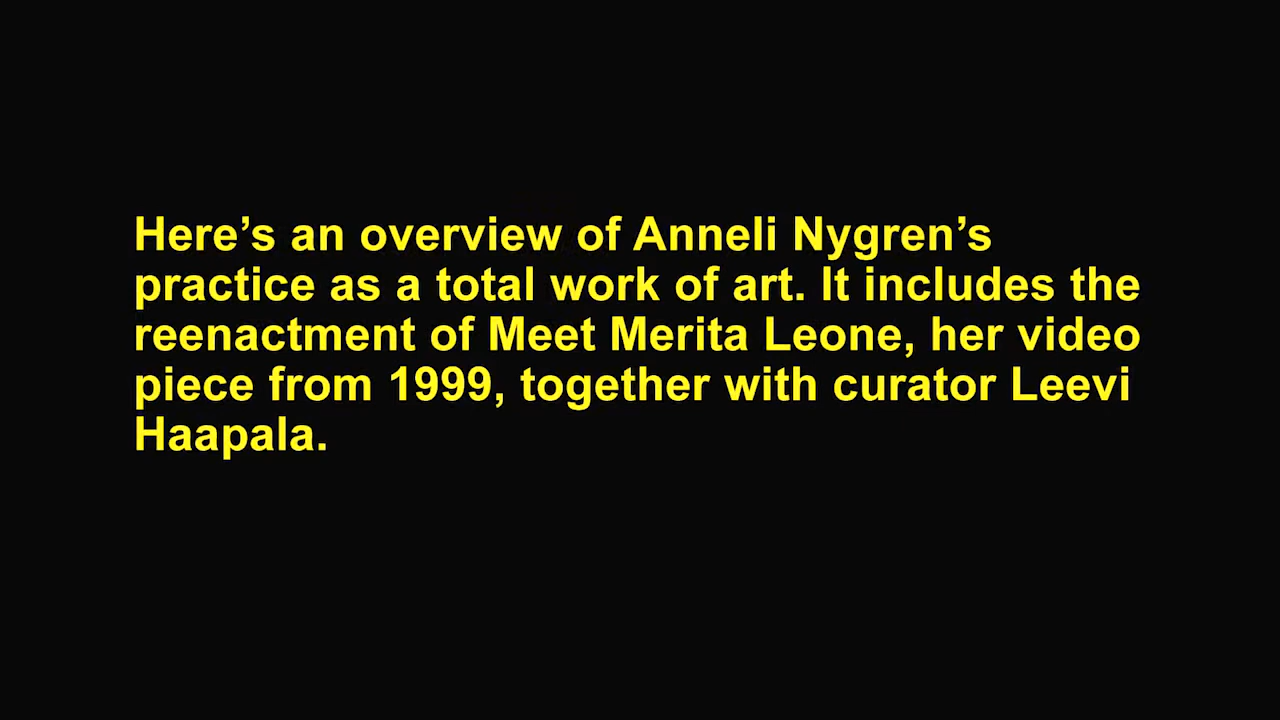 Here’s an overview of Anneli Nygren’s
practice as a total work of art. It includes the
reenactment of Meet Merita Leone, her video
piece from 1999, together with curator Leevi
Haapala.